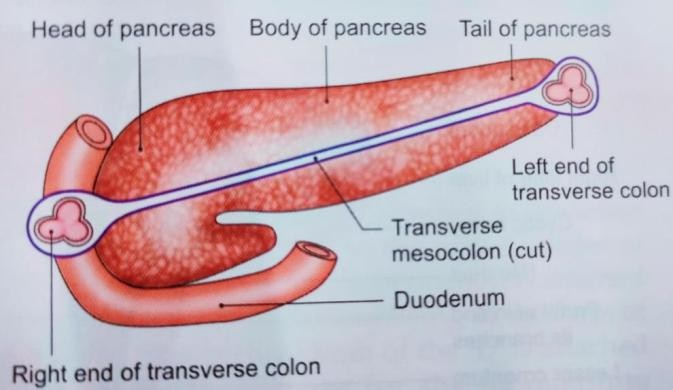 Head of pancreas
Body of pancreas
Tail of pancreas
Left end of
transverse colon
Transverse
mesocolon (cut)
Duodenum
Right end of transverse colon